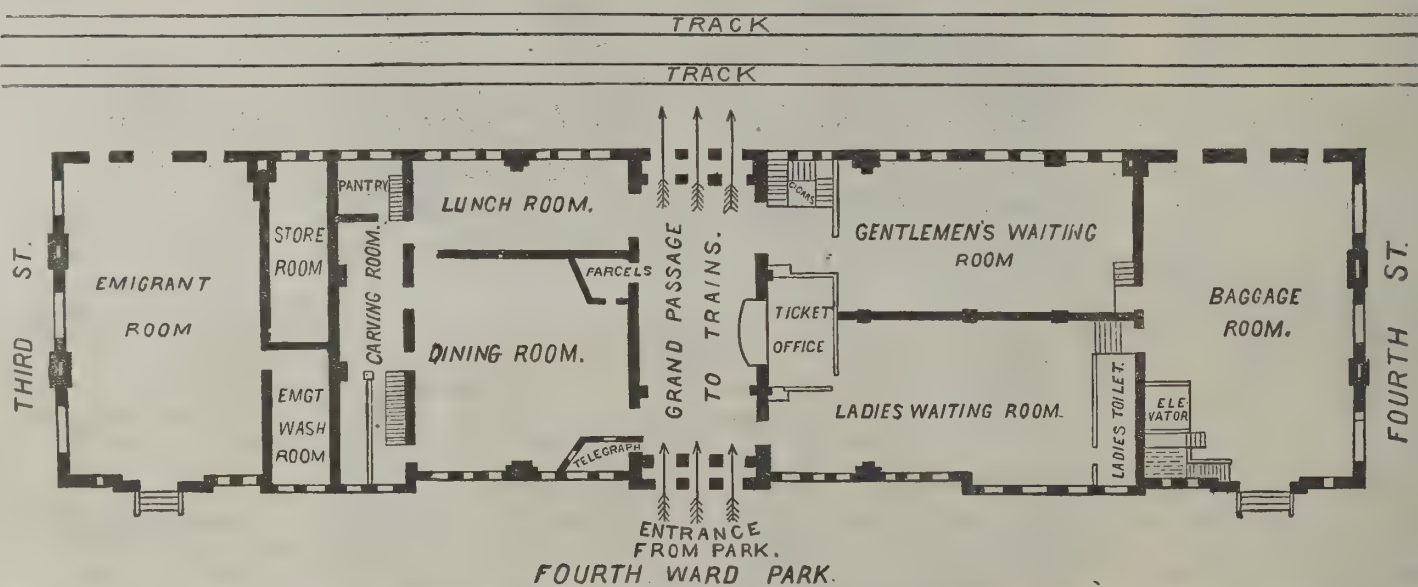 TRACK
TRACK
THIRD ST.
EMIGRANT
ROOM
STORE
ROOM
EMGT
WASH
ROOM
PANTRY
CARVING ROOM.
LUNCH ROOM.
PARCELS
DINING ROOM.
TELEGRAPH
GRAND PASSAGE
TO TRAINS.
CIGARS
GENTLEMEN'S WAITING
ROOM
TICKET
OFFICE
LADIES WAITING ROOM.
LADIES TOILET.
ELE-
VATOR
BAGGAGE
ROOM.
FOURTH ST.
ENTRANCE
FROM PARK.
FOURTH WARD PARK.